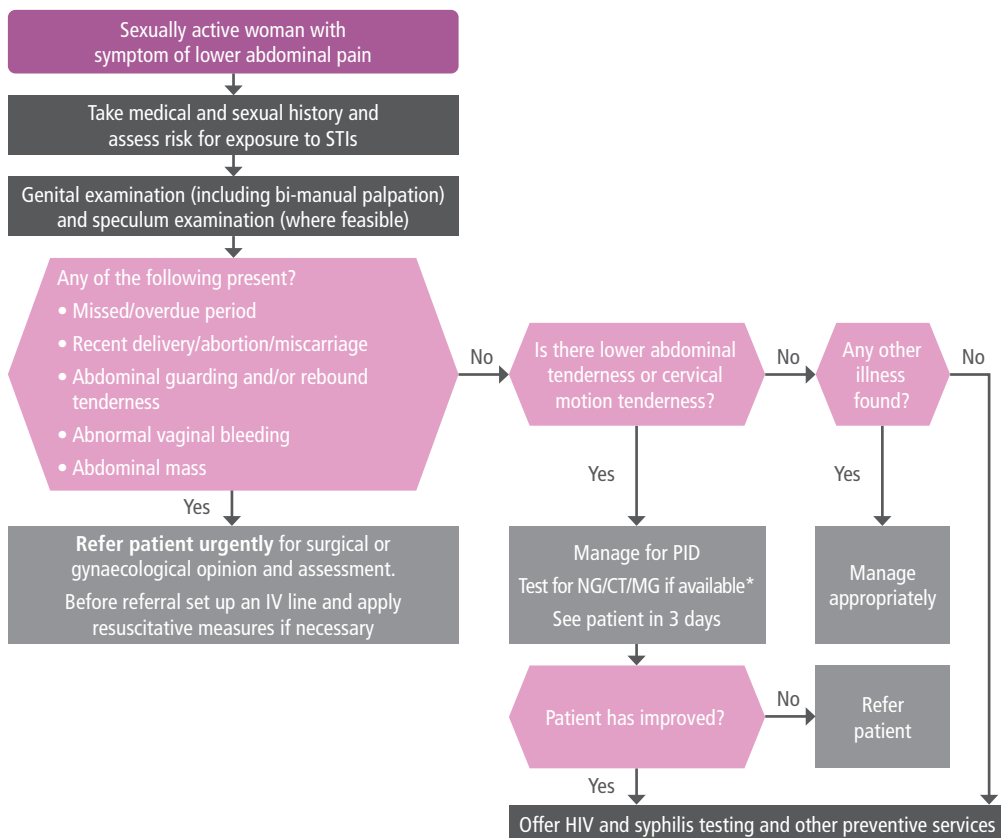 Sexually active woman with
symptom of lower abdominal pain
Take medical and sexual history and
assess risk for exposure to STIs
Genital examination (including bi-manual palpation)
and speculum examination (where feasible)
Any of the following present?
• Missed/overdue period
• Recent delivery/abortion/miscarriage
• Abdominal guarding and/or rebound
tenderness
• Abnormal vaginal bleeding
• Abdominal mass
No
Is there lower abdominal
tenderness or cervical
motion tenderness?
No
Any other
illness
found?
No
Yes
Refer patient urgently for surgical or
gynaecological opinion and assessment.
Before referral set up an IV line and apply
resuscitative measures if necessary
Yes
Manage for PID
Test for NG/CT/MG if available*
See patient in 3 days
Yes
Manage
appropriately
Patient has improved?
No
Refer
patient
Yes
Offer HIV and syphilis testing and other preventive services